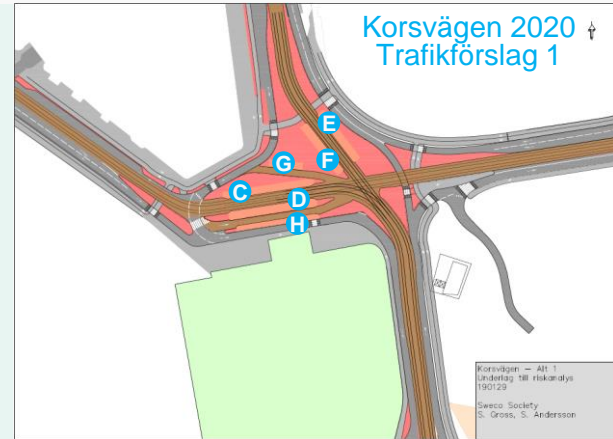 Korsvägen 2020
Trafikförslag 1
E
F
G
C
D
H
Korsvägen – Alt 1
Underlag till riskanalys
190129
Sweco Society
S. Gross, S. Andersson